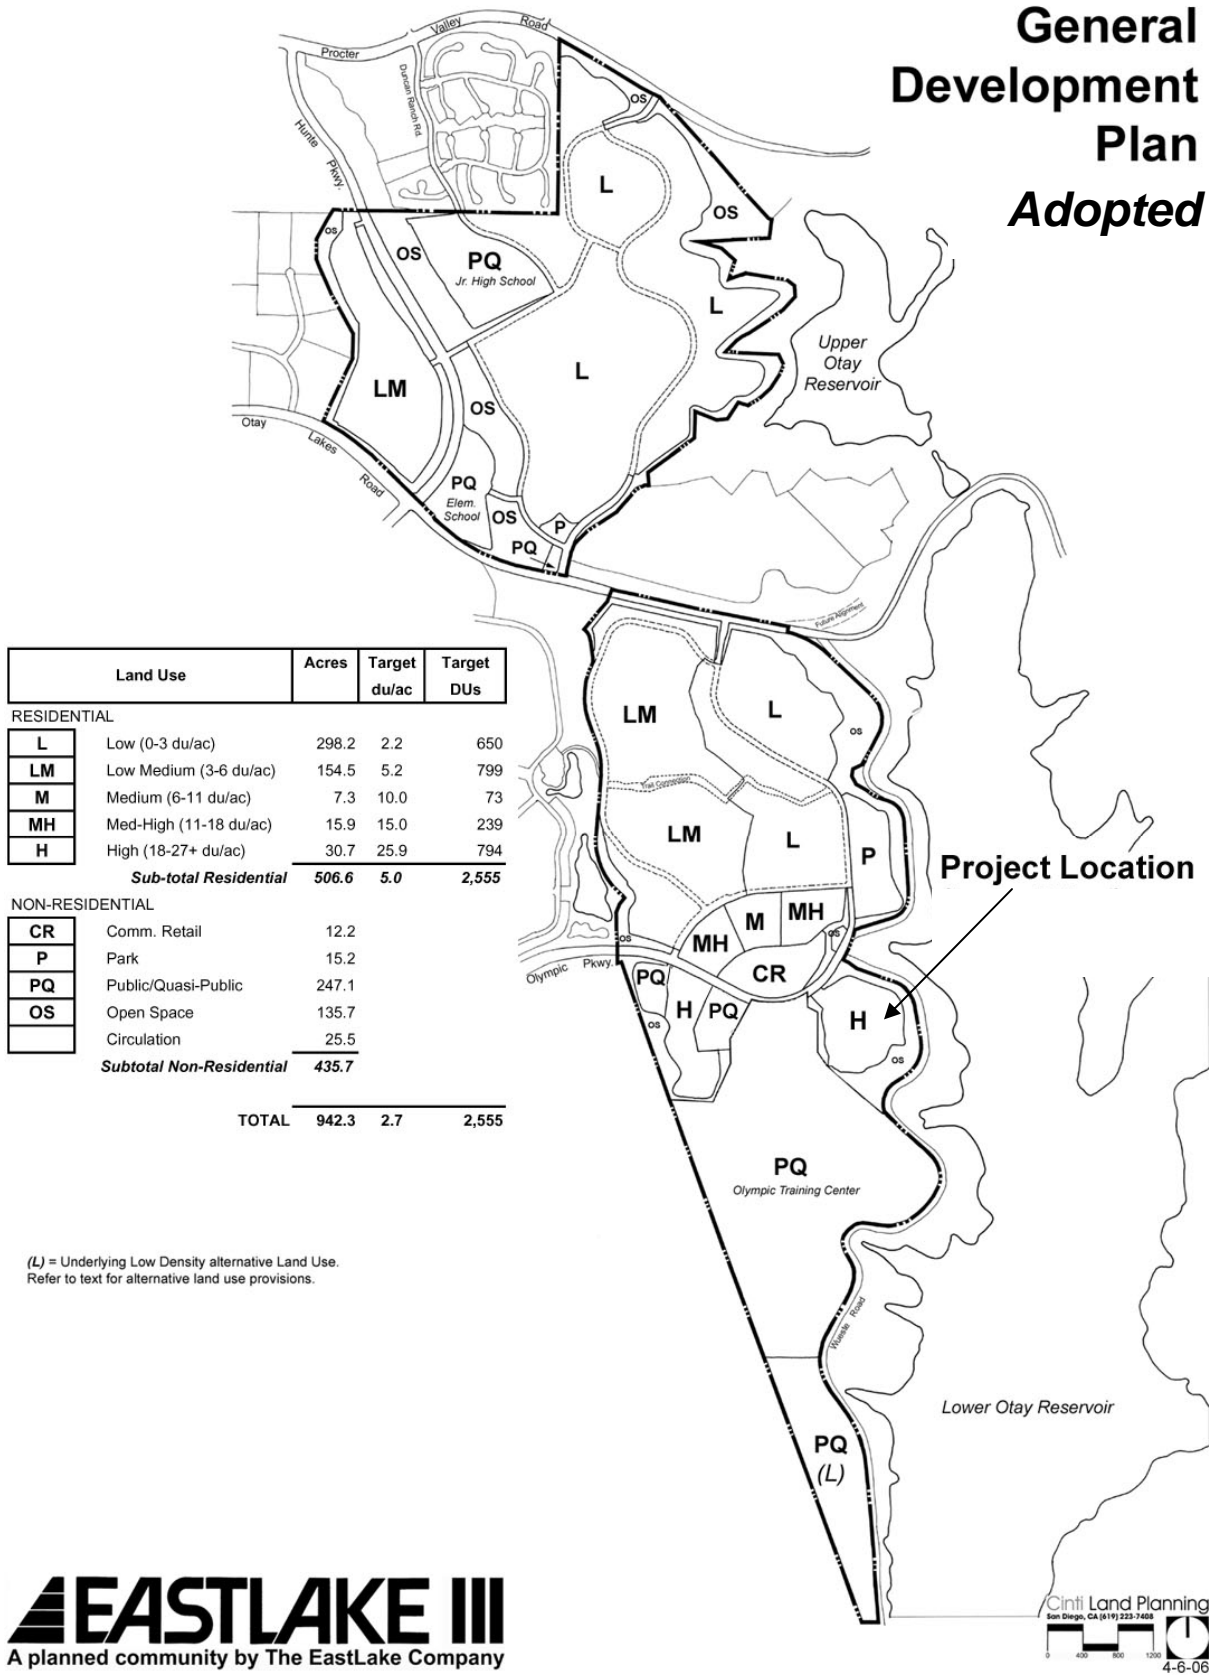 General
Development
Plan
Adopted
Procter
Valley
Road
Duncan Ranch Rd.
Hunte
Pkwy.
OS
L
OS
OS
OS
PQ
Jr. High School
L
Upper
Otay
Reservoir
L
LM
OS
Otay
Lakes
Road
PQ
Elem.
School
OS
P
PQ
Future Alignment
LM
L
OS
Trail Connection
LM
L
P
Project Location
M
MH
MH
OS
OS
CR
Olympic
Pkwy.
PQ
H
PQ
H
OS
OS
PQ
Olympic Training Center
Wueste Road
Lower Otay Reservoir
PQ
(L)
Land Use Acres Target du/ac Target DUs
RESIDENTIAL
L Low (0-3 du/ac) 298.2 2.2 650
LM Low Medium (3-6 du/ac) 154.5 5.2 799
M Medium (6-11 du/ac) 7.3 10.0 73
MH Med-High (11-18 du/ac) 15.9 15.0 239
H High (18-27+ du/ac) 30.7 25.9 794
Sub-total Residential 506.6 5.0 2,555
NON-RESIDENTIAL
CR Comm. Retail 12.2
P Park 15.2
PQ Public/Quasi-Public 247.1
OS Open Space 135.7
Circulation 25.5
Subtotal Non-Residential 435.7
TOTAL 942.3 2.7 2,555
(L) = Underlying Low Density alternative Land Use.
Refer to text for alternative land use provisions.
EASTLAKE III
A planned community by The EastLake Company
Cinti Land Planning
San Diego, CA (619) 223-7408
0 400 800 1200
4-6-06